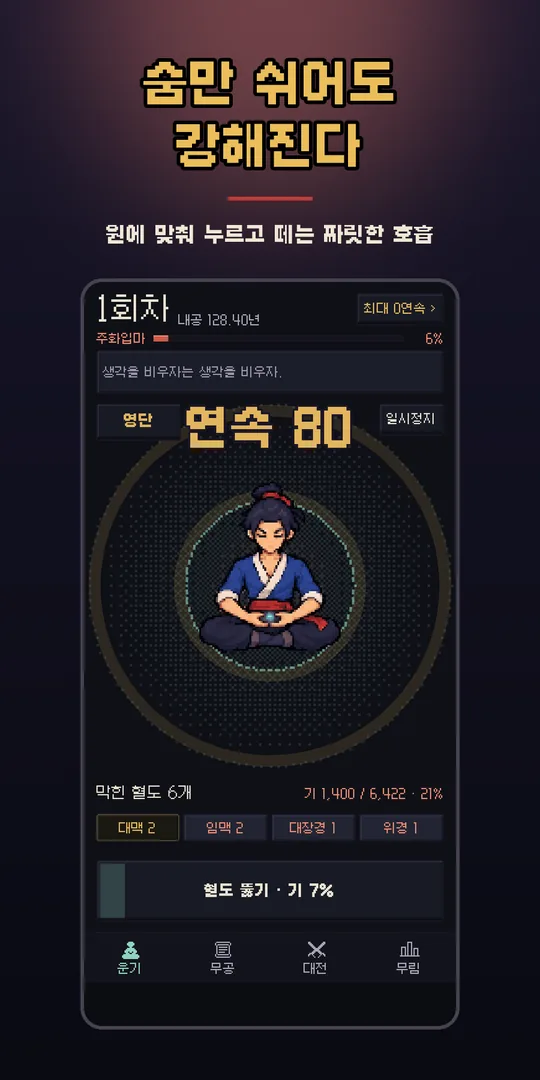 숨만 쉬어도
강해진다
원에 맞춰 누르고 떼는 짜릿한 호흡
1회차 내공 128.40년 최대 0연속 >
주화입마 6%
생각을 비우자는 생각을 비우자.
영단 연속 80 일시정지
막힌 혈도 6개 기 1,400 / 6,422 · 21%
대맥 2 임맥 2 대장경 1 위경 1
혈도 뚫기 · 기 7%
운기 무공 대전 무림